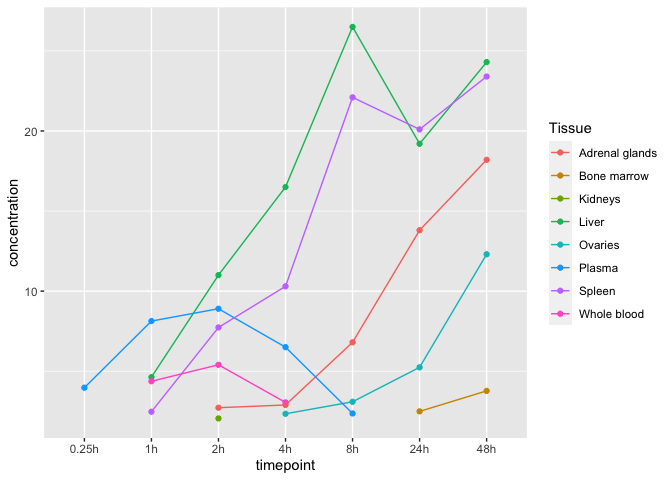 concentration
20
10
0.25h 1h 2h 4h 8h 24h 48h
timepoint
Tissue
Adrenal glands
Bone marrow
Kidneys
Liver
Ovaries
Plasma
Spleen
Whole blood